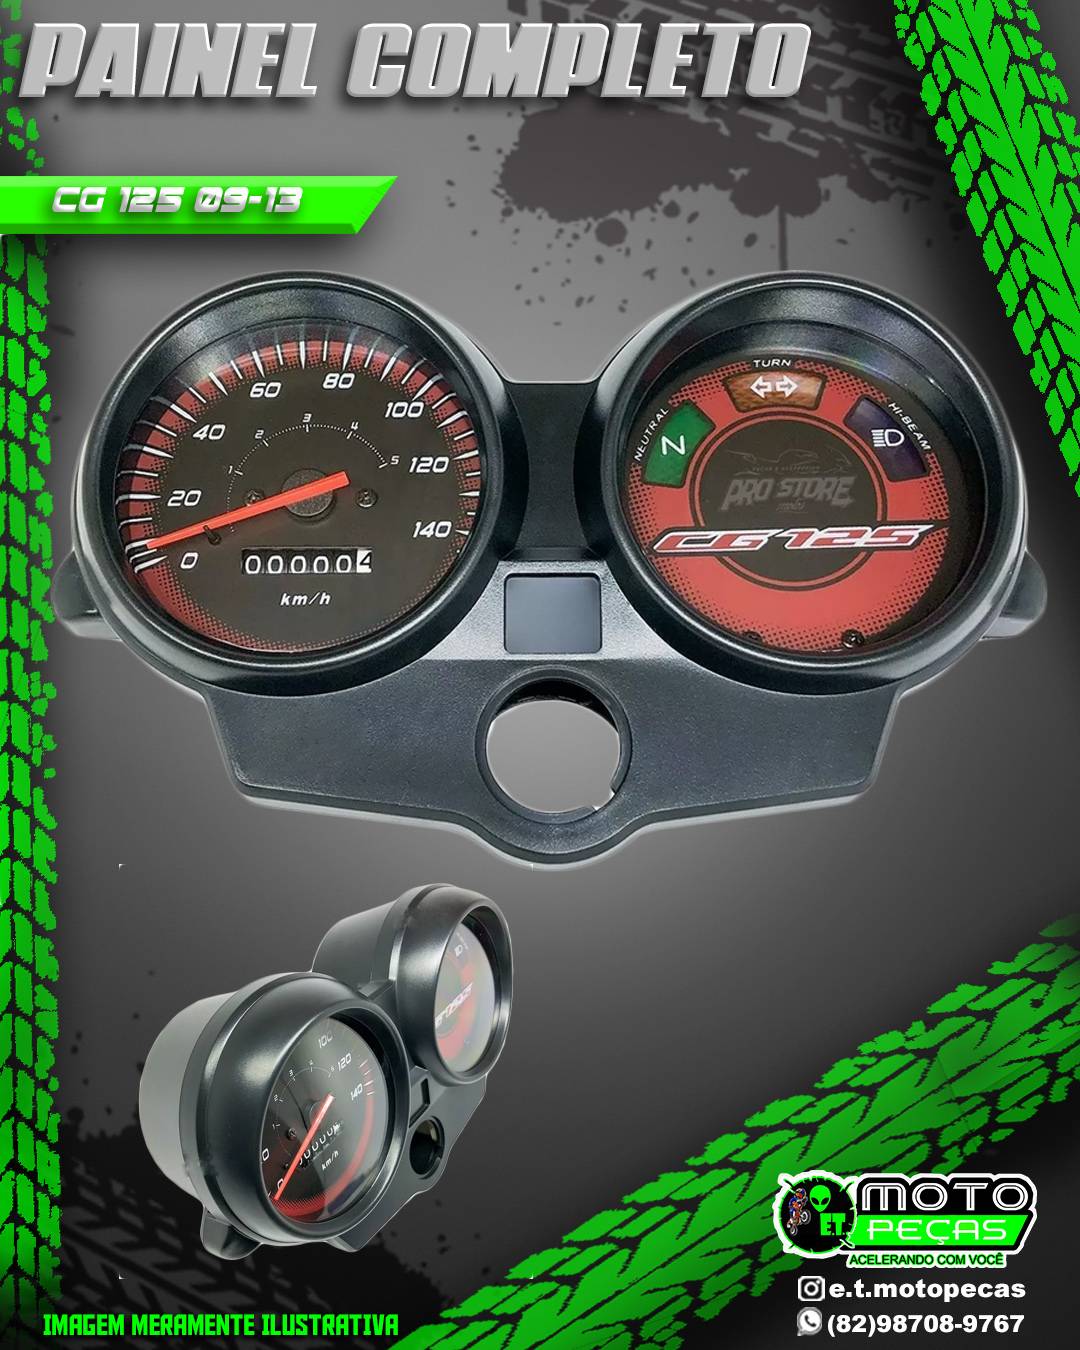 PAINEL COMPLETO
CG 125 09-13
0 20 40 60 80 100 120 140
1 2 3 4 5
000004
km/h
TURN
NEUTRAL
N
HI-BEAM
PRO STORE
CG 125
100
120
140
km/h
E.T.
MOTO
PEÇAS
ACELERANDO COM VOCÊ
e.t.motopecas
(82)98708-9767
IMAGEM MERAMENTE ILUSTRATIVA